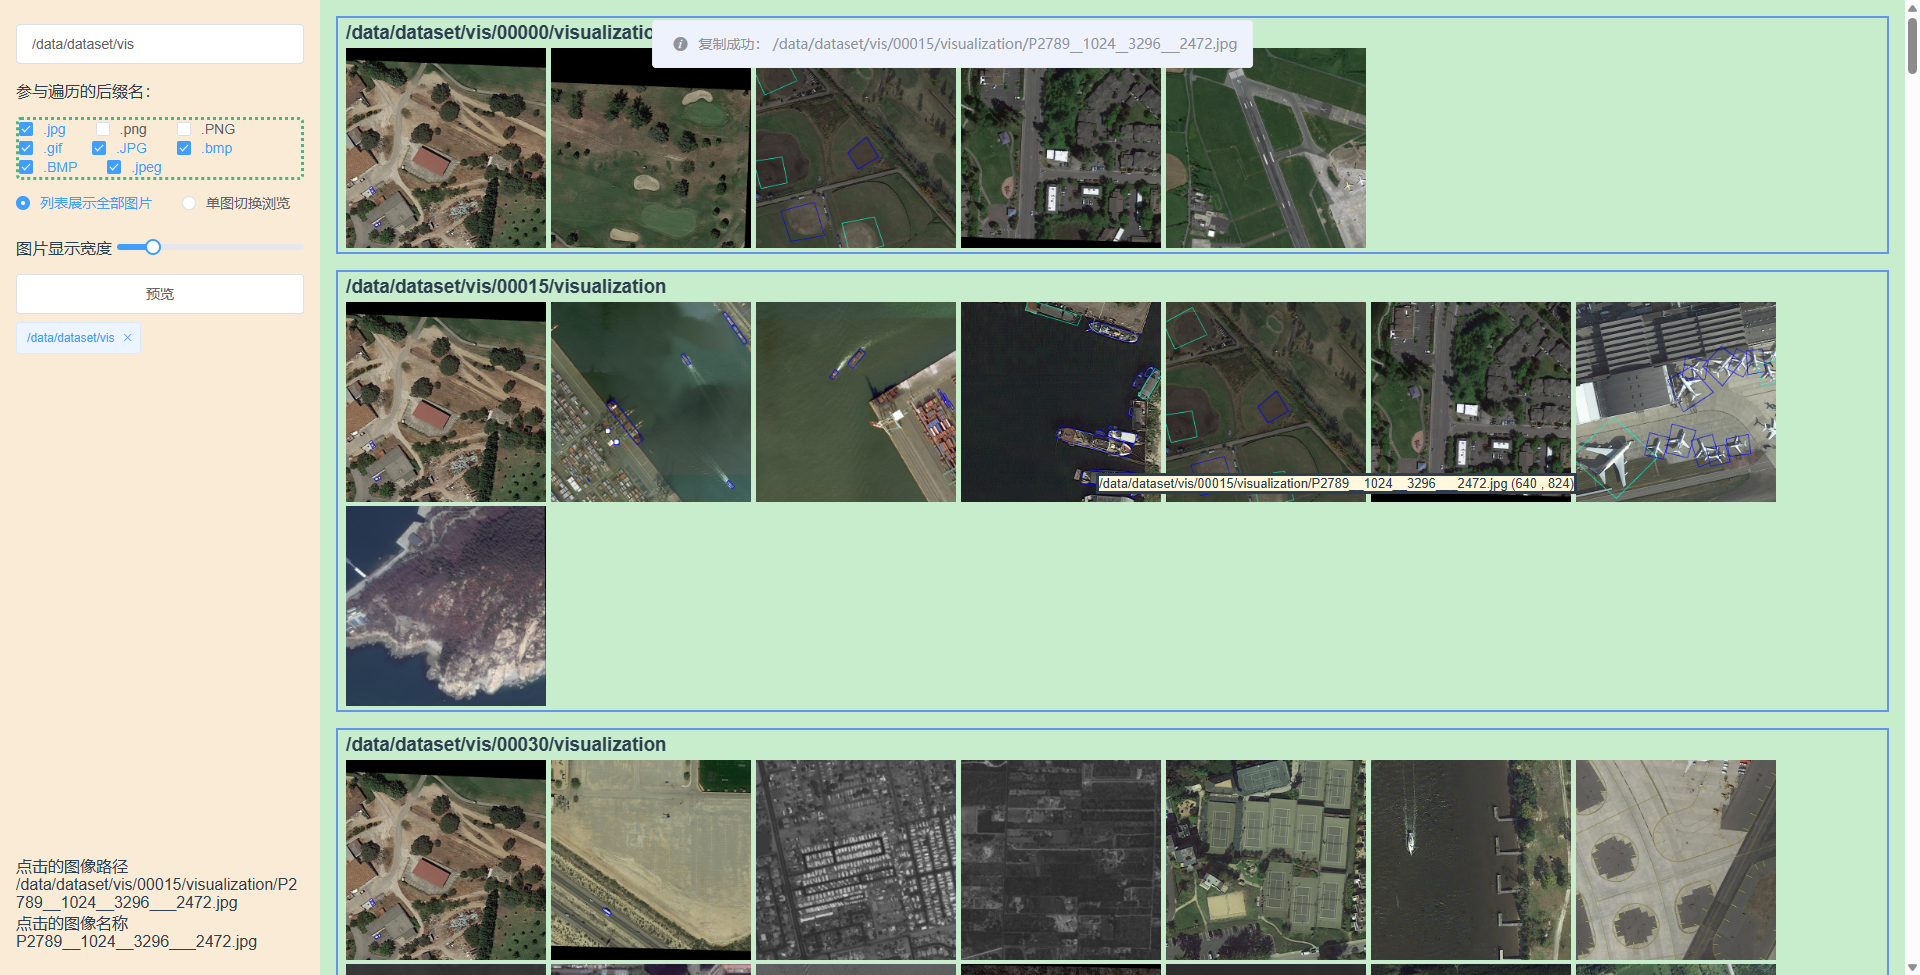 /data/dataset/vis
参与遍历的后缀名：
.jpg .png .PNG
.gif .JPG .bmp
.BMP .jpeg
列表展示全部图片 单图切换浏览
图片显示宽度
预览
/data/dataset/vis ×
点击的图像路径
/data/dataset/vis/00015/visualization/P2
789__1024__3296___2472.jpg
点击的图像名称
P2789__1024__3296___2472.jpg
/data/dataset/vis/00000/visualizatio
复制成功： /data/dataset/vis/00015/visualization/P2789__1024__3296___2472.jpg
/data/dataset/vis/00015/visualization
/data/dataset/vis/00015/visualization/P2789__1024__3296___2472.jpg (640 , 824)
/data/dataset/vis/00030/visualization